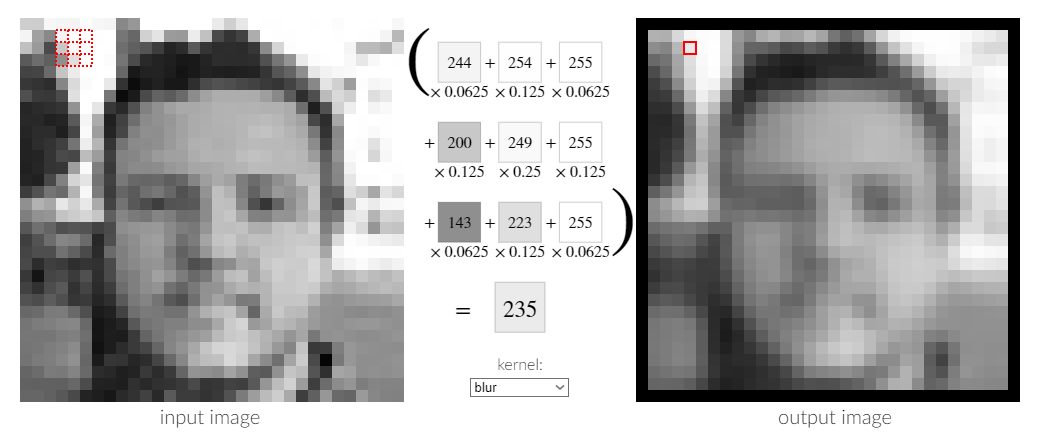 ( 244 + 254 + 255
× 0.0625 × 0.125 × 0.0625
+ 200 + 249 + 255
× 0.125 × 0.25 × 0.125
+ 143 + 223 + 255 )
× 0.0625 × 0.125 × 0.0625
= 235
kernel:
blur
input image
output image